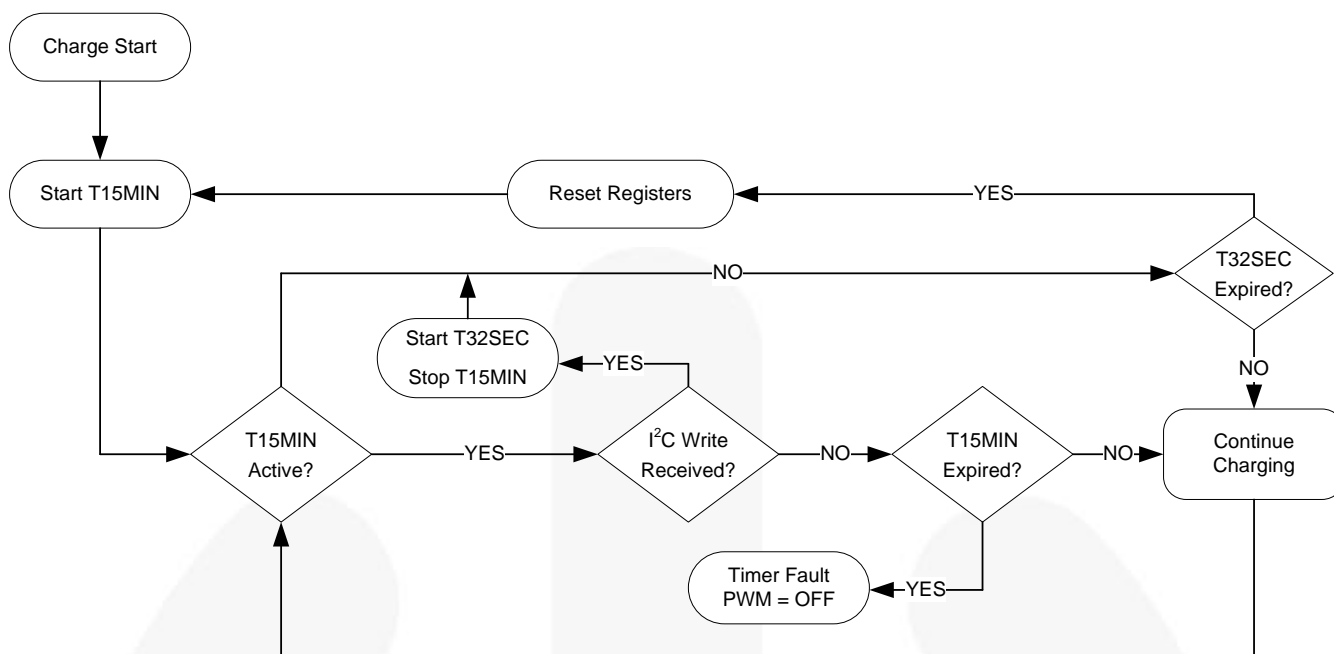 Charge Start
Start T15MIN
Reset Registers
YES
T32SEC
Expired?
NO
Start T32SEC
Stop T15MIN
YES
NO
T15MIN
Active?
YES
I²C Write
Received?
NO
T15MIN
Expired?
NO
Continue
Charging
Timer Fault
PWM = OFF
YES